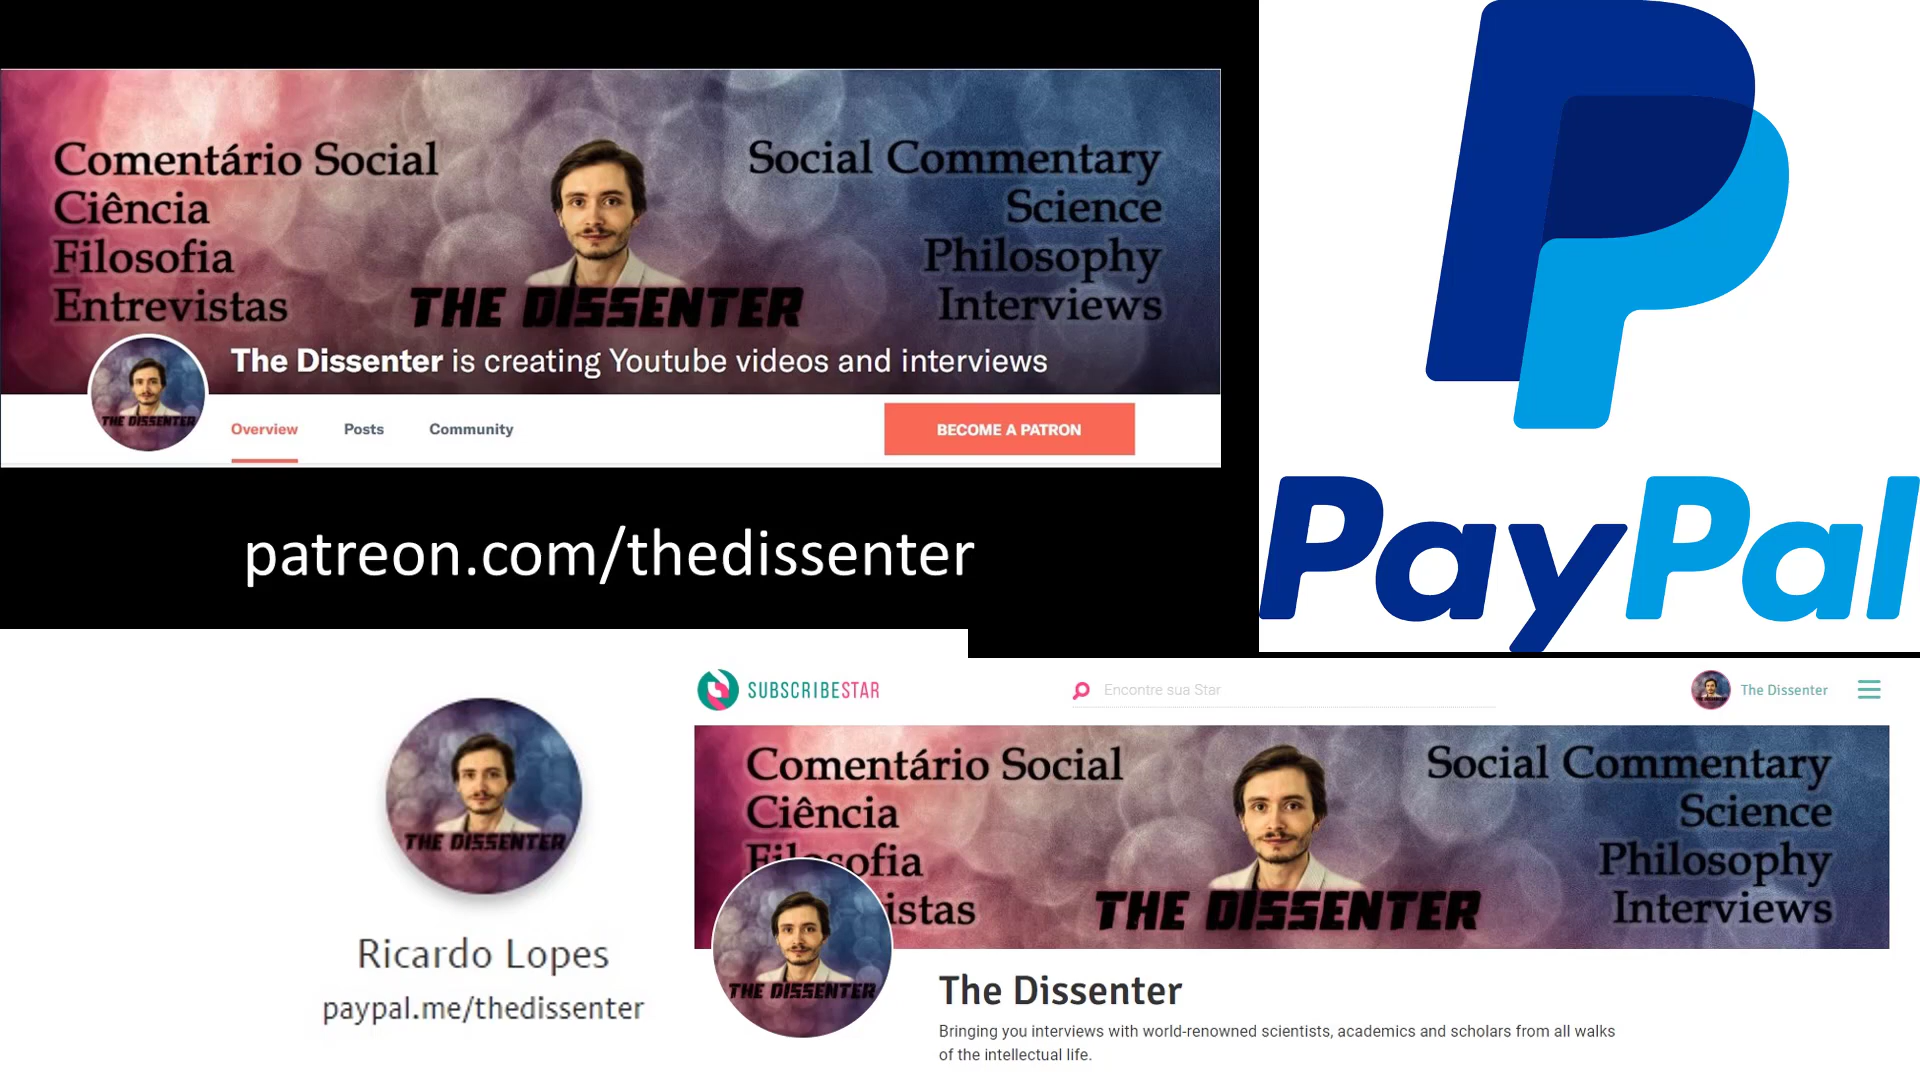 Comentário Social
Ciência
Filosofia
Entrevistas
Social Commentary
Science
Philosophy
Interviews
THE DISSENTER
The Dissenter is creating Youtube videos and interviews
THE DISSENTER
Overview Posts Community
BECOME A PATRON
patreon.com/thedissenter
PayPal
THE DISSENTER
Ricardo Lopes
paypal.me/thedissenter
SUBSCRIBESTAR
Encontre sua Star
The Dissenter
Comentário Social
Ciência
Filosofia
istas
Social Commentary
Science
Philosophy
Interviews
THE DISSENTER
THE DISSENTER
The Dissenter
Bringing you interviews with world-renowned scientists, academics and scholars from all walks
of the intellectual life.